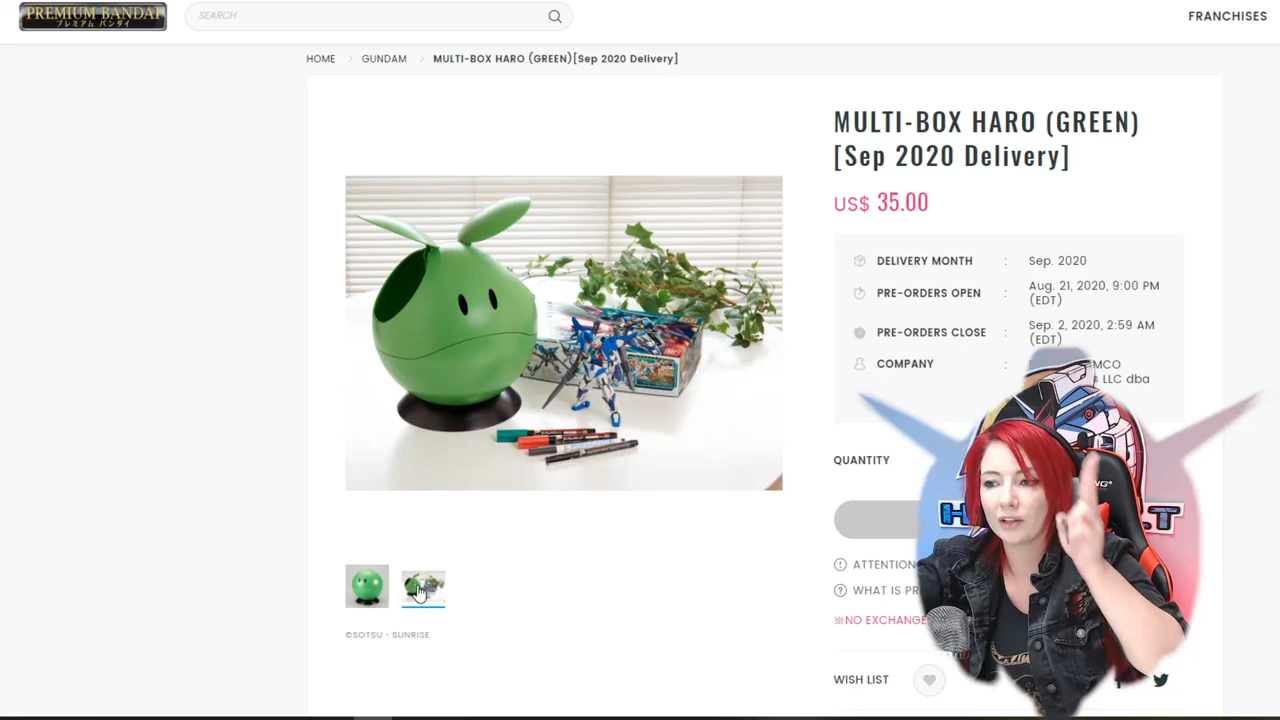 PREMIUM BANDAI
プレミアム バンダイ
SEARCH
FRANCHISES
HOME
GUNDAM
MULTI-BOX HARO (GREEN)[Sep 2020 Delivery]
MULTI-BOX HARO (GREEN)
[Sep 2020 Delivery]
US$ 35.00
DELIVERY MONTH : Sep. 2020
PRE-ORDERS OPEN : Aug. 21, 2020, 9:00 PM
(EDT)
PRE-ORDERS CLOSE : Sep. 2, 2020, 2:59 AM
(EDT)
COMPANY :
LLC dba
QUANTITY
ATTENTION
WHAT IS
※NO EXCHANGE
©SOTSU・SUNRISE
WISH LIST